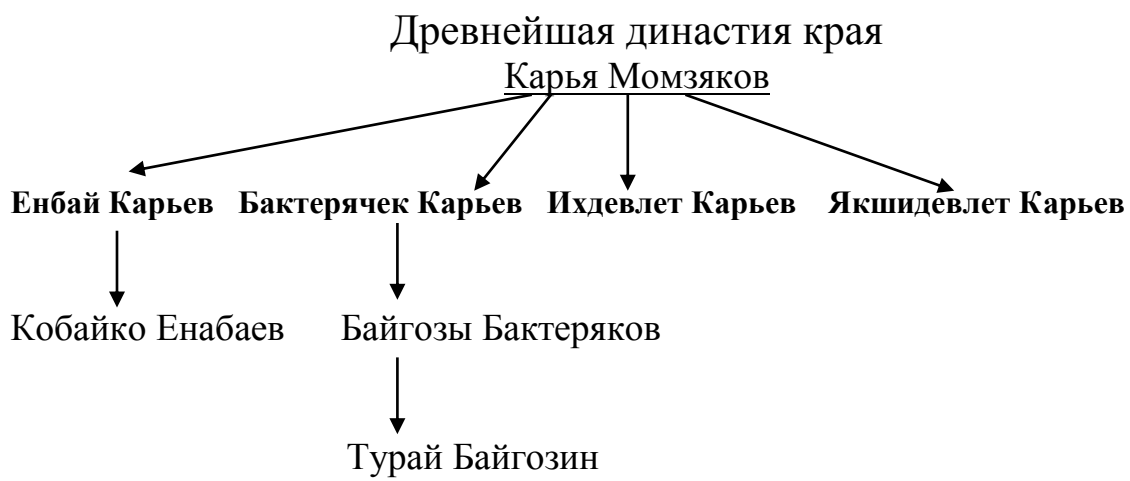 Древнейшая династия края
Карья Момзяков
Енбай Карьев Бактерячек Карьев Ихдевлет Карьев Якшидевлет Карьев
Кобайко Енабаев Байгозы Бактеряков
Турай Байгозин